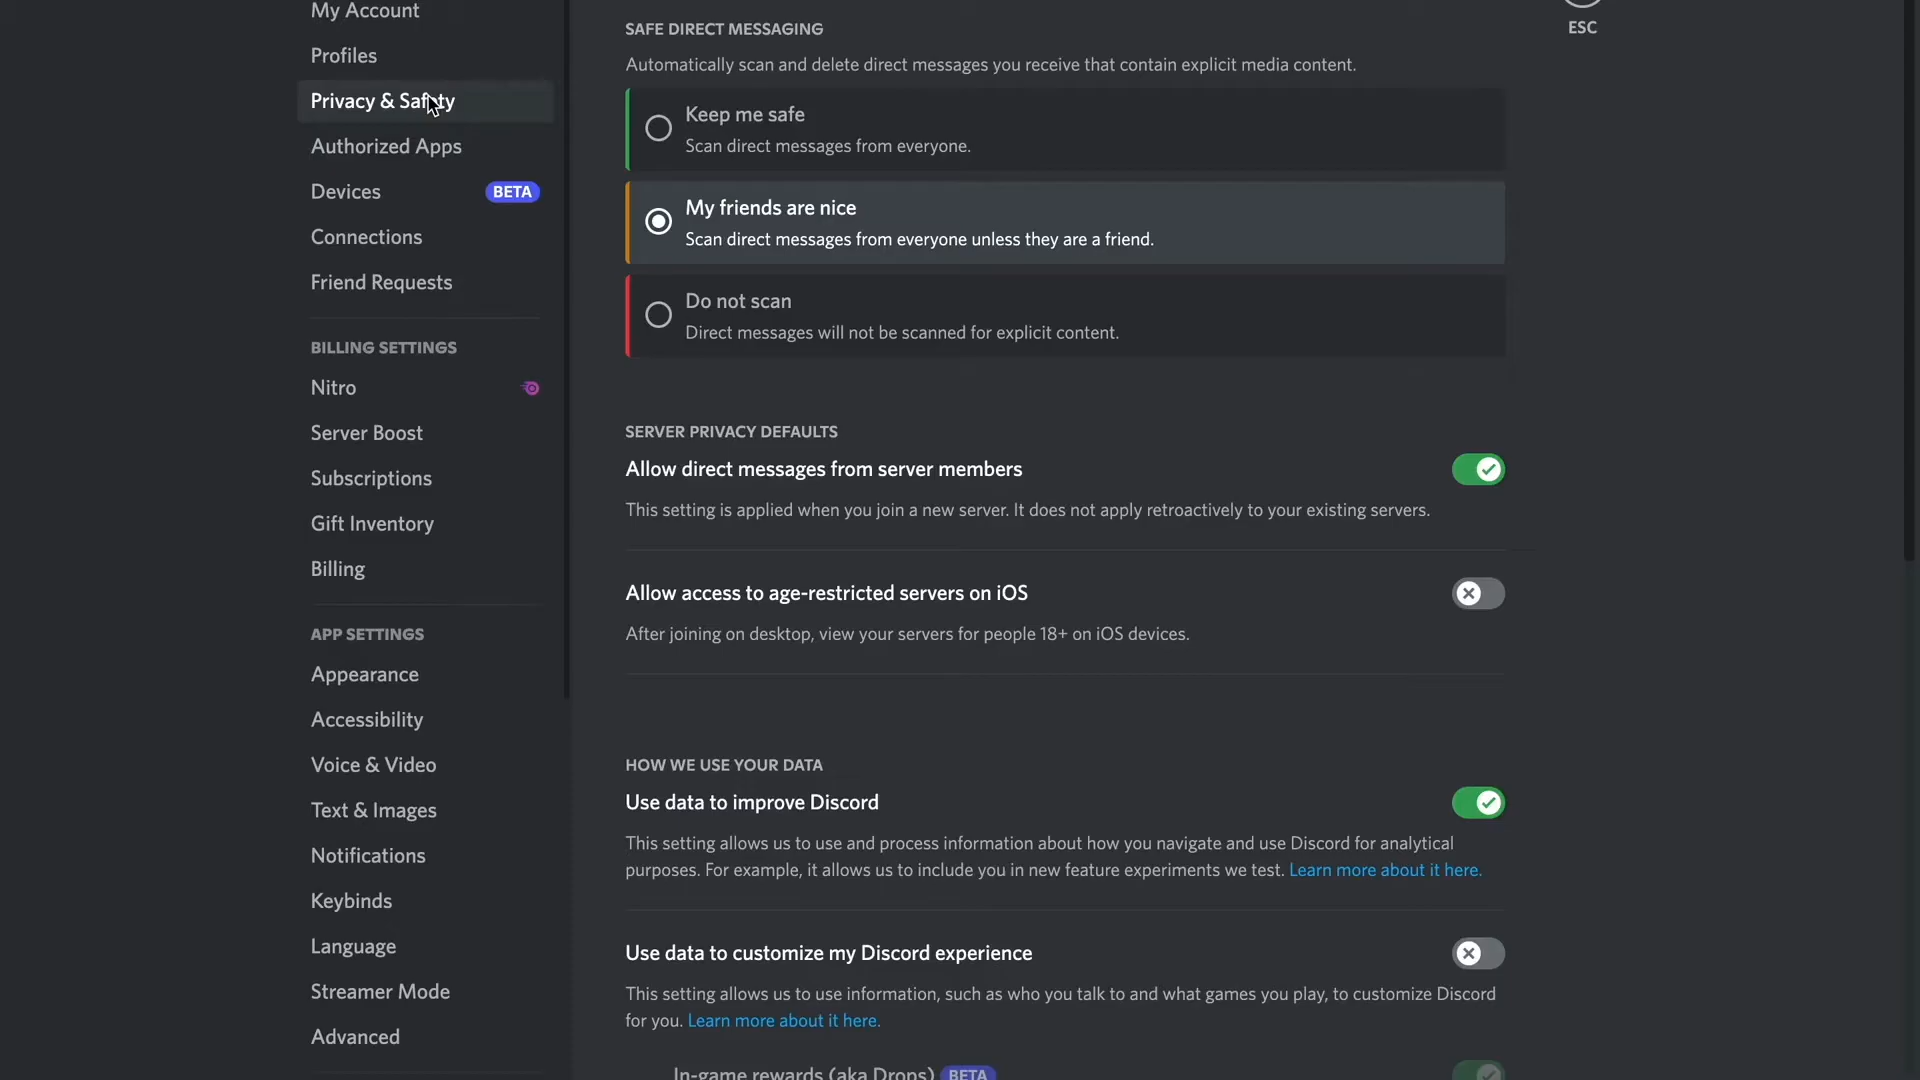 My Account
Profiles
Privacy & Safety
Authorized Apps
Devices BETA
Connections
Friend Requests
BILLING SETTINGS
Nitro
Server Boost
Subscriptions
Gift Inventory
Billing
APP SETTINGS
Appearance
Accessibility
Voice & Video
Text & Images
Notifications
Keybinds
Language
Streamer Mode
Advanced
SAFE DIRECT MESSAGING
Automatically scan and delete direct messages you receive that contain explicit media content.
Keep me safe
Scan direct messages from everyone.
My friends are nice
Scan direct messages from everyone unless they are a friend.
Do not scan
Direct messages will not be scanned for explicit content.
SERVER PRIVACY DEFAULTS
Allow direct messages from server members
This setting is applied when you join a new server. It does not apply retroactively to your existing servers.
Allow access to age-restricted servers on iOS
After joining on desktop, view your servers for people 18+ on iOS devices.
HOW WE USE YOUR DATA
Use data to improve Discord
This setting allows us to use and process information about how you navigate and use Discord for analytical
purposes. For example, it allows us to include you in new feature experiments we test. Learn more about it here.
Use data to customize my Discord experience
This setting allows us to use information, such as who you talk to and what games you play, to customize Discord
for you. Learn more about it here.
In-game rewards (aka Drops) BETA
ESC